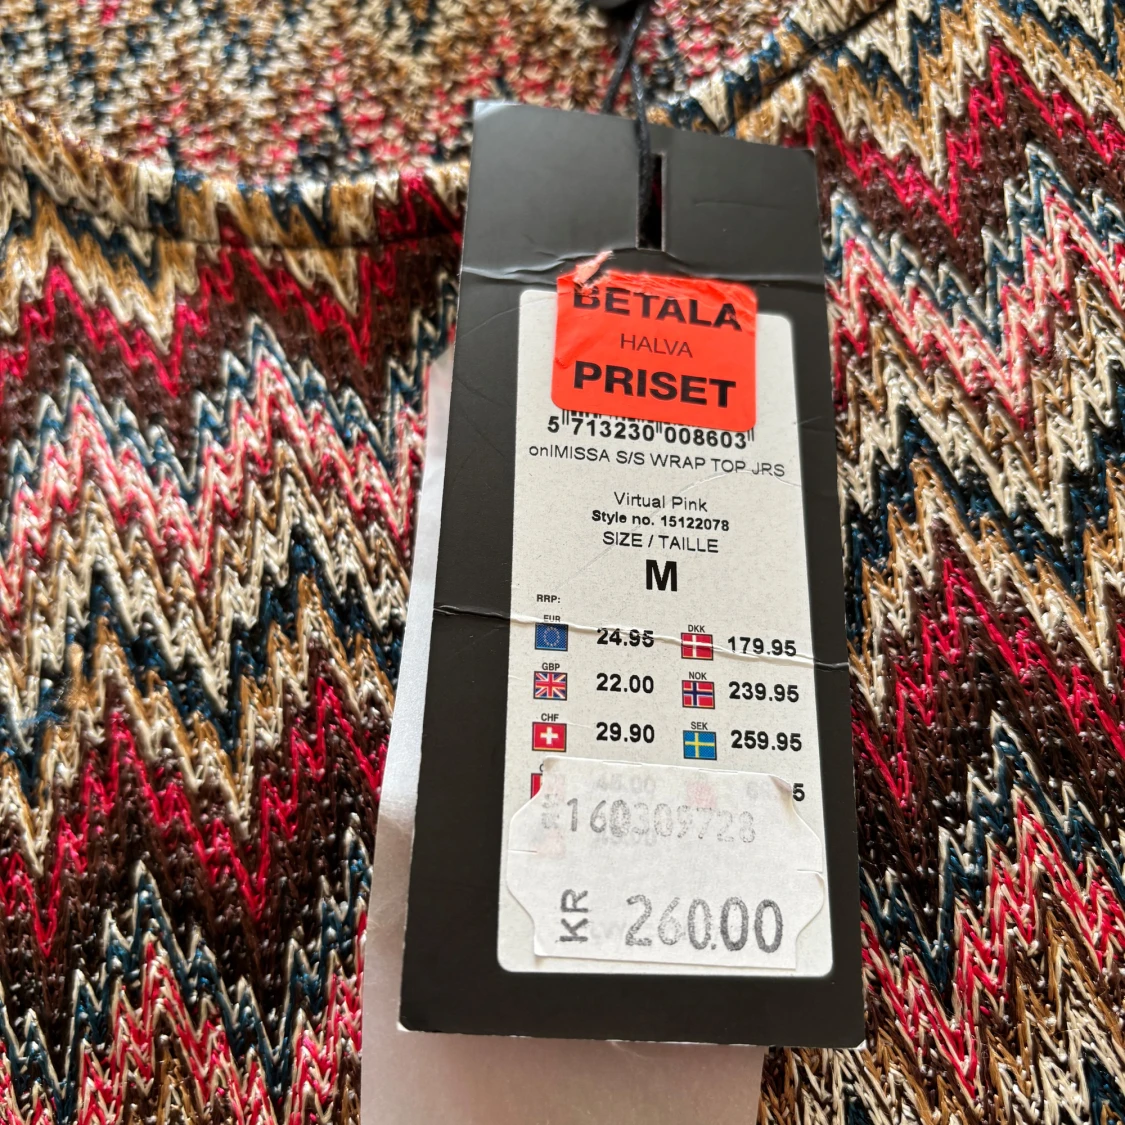 BETALA
HALVA
PRISET
5 713230 008603
onlMISSA S/S WRAP TOP JRS
Virtual Pink
Style no. 15122078
SIZE / TAILLE
M
RRP:
EUR 24.95 DKK 179.95
GBP 22.00 NOK 239.95
CHF 29.90 SEK 259.95
160309728
KR 260.00